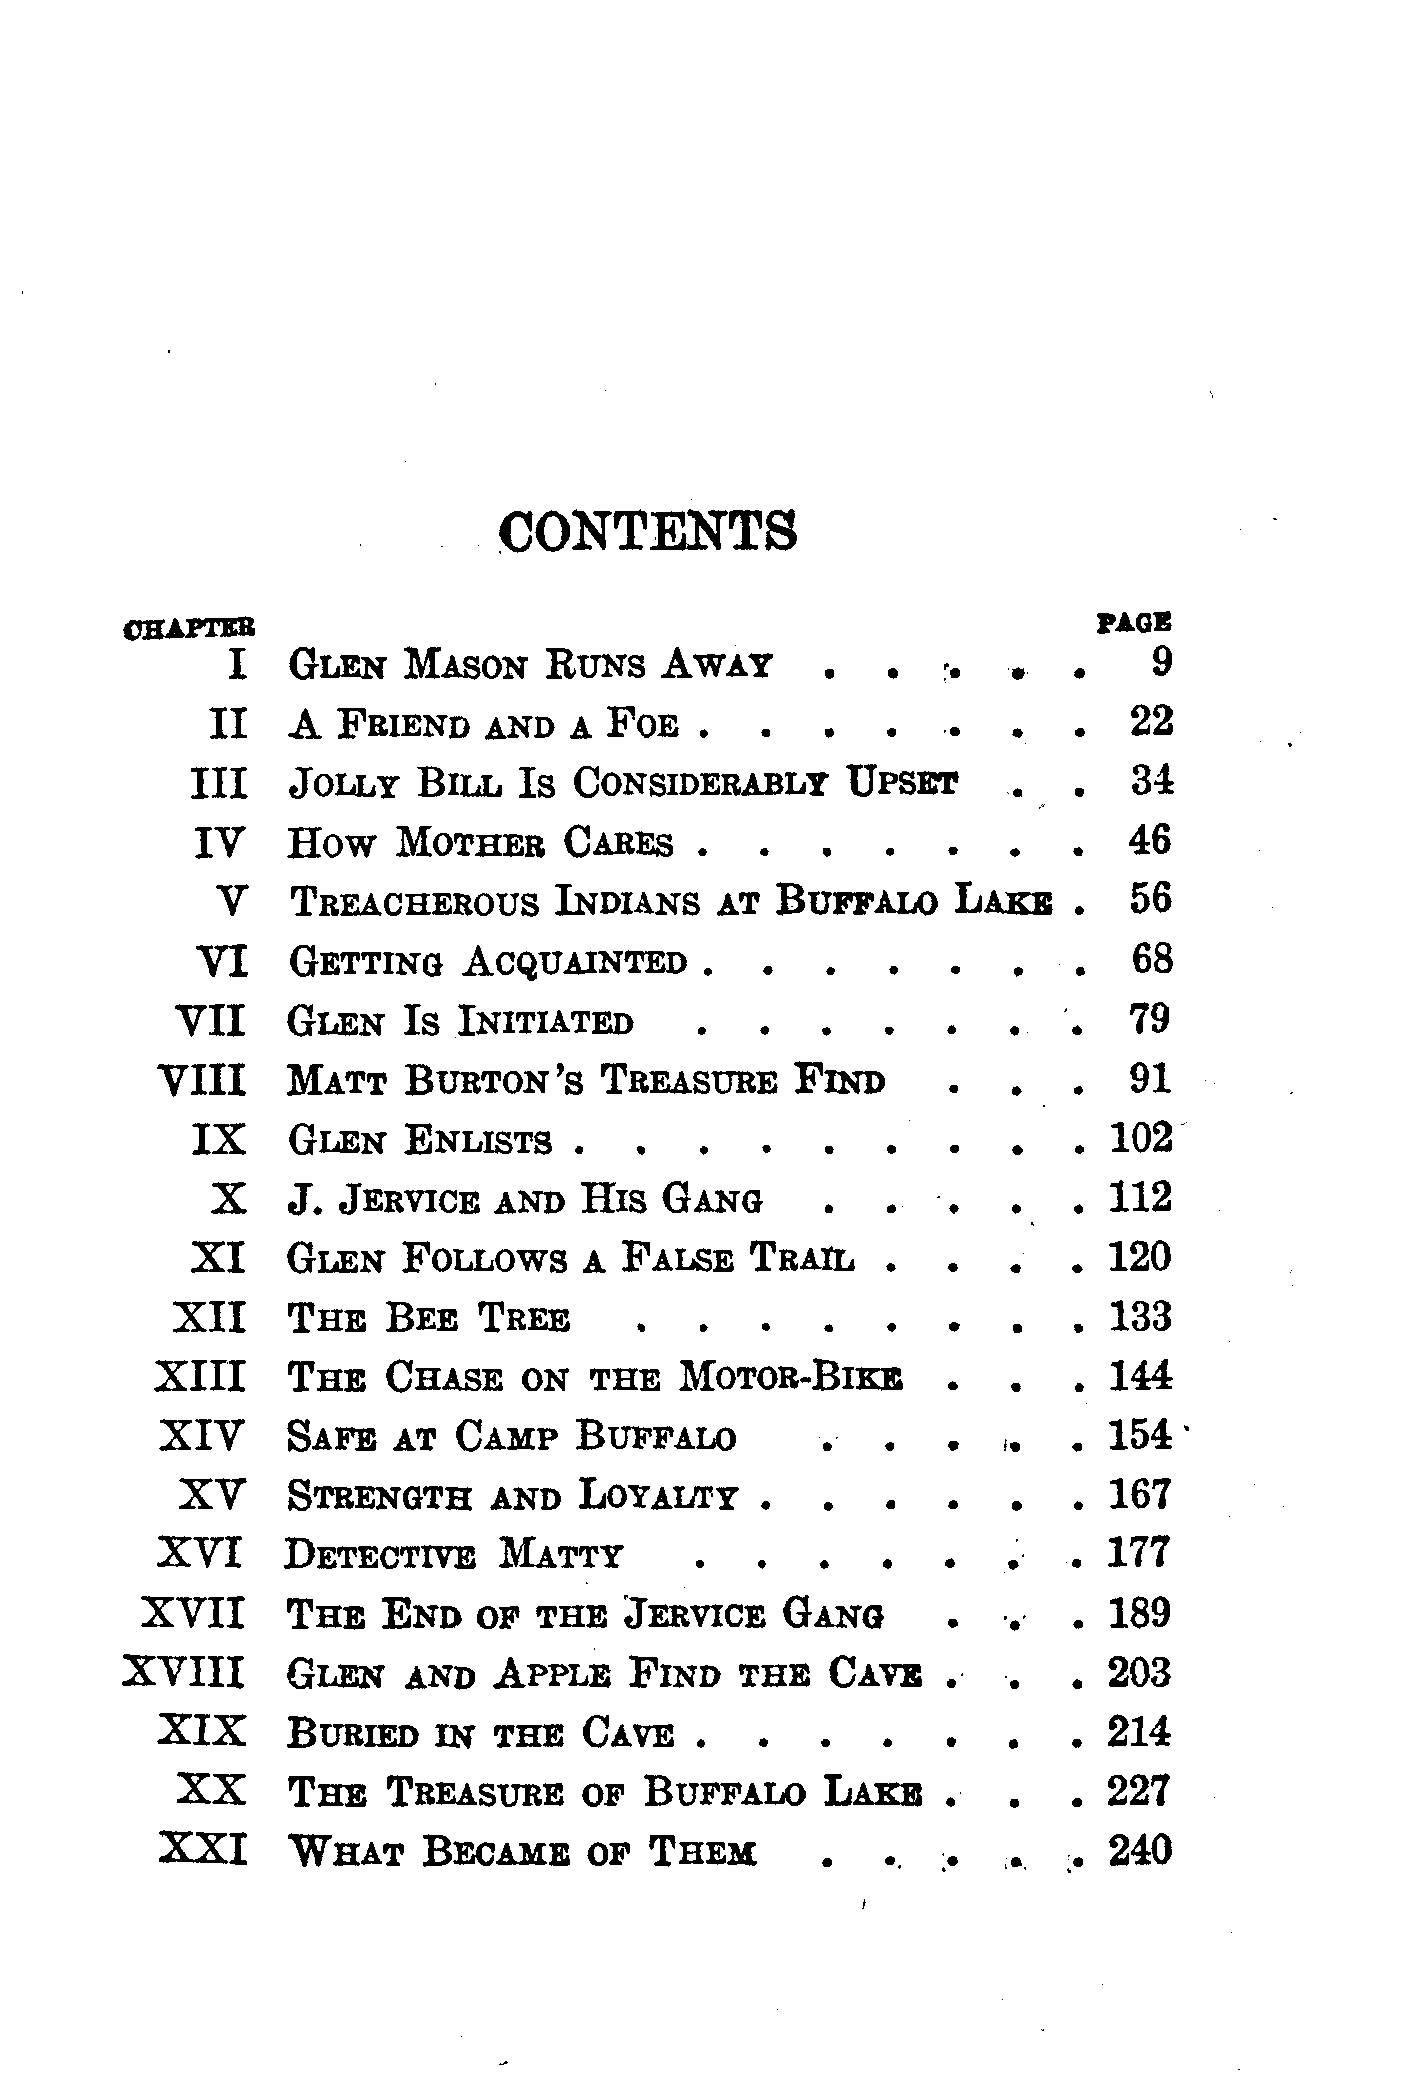 CONTENTS
CHAPTER PAGE
I GLEN MASON RUNS AWAY . . . . . 9
II A FRIEND AND A FOE . . . . . . . 22
III JOLLY BILL IS CONSIDERABLY UPSET . . 34
IV HOW MOTHER CARES . . . . . . . 46
V TREACHEROUS INDIANS AT BUFFALO LAKE . 56
VI GETTING ACQUAINTED . . . . . . . 68
VII GLEN IS INITIATED . . . . . . . 79
VIII MATT BURTON'S TREASURE FIND . . . 91
IX GLEN ENLISTS . . . . . . . . . 102
X J. JERVICE AND HIS GANG . . . . . 112
XI GLEN FOLLOWS A FALSE TRAIL . . . . 120
XII THE BEE TREE . . . . . . . . 133
XIII THE CHASE ON THE MOTOR-BIKE . . . 144
XIV SAFE AT CAMP BUFFALO . . . . . 154
XV STRENGTH AND LOYALTY . . . . . . 167
XVI DETECTIVE MATTY . . . . . . . 177
XVII THE END OF THE JERVICE GANG . . . 189
XVIII GLEN AND APPLE FIND THE CAVE . . . 203
XIX BURIED IN THE CAVE . . . . . . . 214
XX THE TREASURE OF BUFFALO LAKE . . . 227
XXI WHAT BECAME OF THEM . . . . . 240